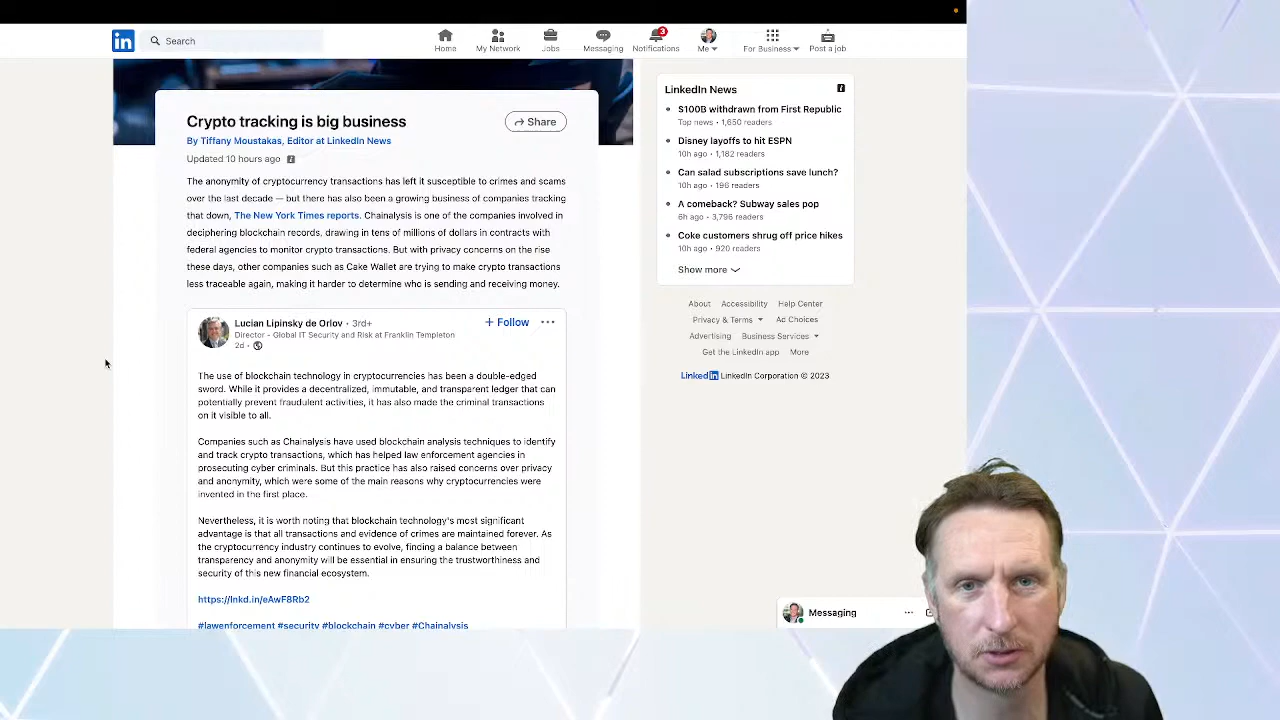 in
Search
Home
My Network
Jobs
Messaging
3
Notifications
Me
For Business
Post a job
Crypto tracking is big business
Share
By Tiffany Moustakas, Editor at LinkedIn News
Updated 10 hours ago
The anonymity of cryptocurrency transactions has left it susceptible to crimes and scams
over the last decade — but there has also been a growing business of companies tracking
that down, The New York Times reports. Chainalysis is one of the companies involved in
deciphering blockchain records, drawing in tens of millions of dollars in contracts with
federal agencies to monitor crypto transactions. But with privacy concerns on the rise
these days, other companies such as Cake Wallet are trying to make crypto transactions
less traceable again, making it harder to determine who is sending and receiving money.
Lucian Lipinsky de Orlov • 3rd+
+ Follow
Director - Global IT Security and Risk at Franklin Templeton
2d •
The use of blockchain technology in cryptocurrencies has been a double-edged
sword. While it provides a decentralized, immutable, and transparent ledger that can
potentially prevent fraudulent activities, it has also made the criminal transactions
on it visible to all.
Companies such as Chainalysis have used blockchain analysis techniques to identify
and track crypto transactions, which has helped law enforcement agencies in
prosecuting cyber criminals. But this practice has also raised concerns over privacy
and anonymity, which were some of the main reasons why cryptocurrencies were
invented in the first place.
Nevertheless, it is worth noting that blockchain technology's most significant
advantage is that all transactions and evidence of crimes are maintained forever. As
the cryptocurrency industry continues to evolve, finding a balance between
transparency and anonymity will be essential in ensuring the trustworthiness and
security of this new financial ecosystem.
https://lnkd.in/eAwF8Rb2
#lawenforcement #security #blockchain #cyber #Chainalysis
LinkedIn News
$100B withdrawn from First Republic
Top news • 1,650 readers
Disney layoffs to hit ESPN
10h ago • 1,182 readers
Can salad subscriptions save lunch?
10h ago • 196 readers
A comeback? Subway sales pop
6h ago • 3,796 readers
Coke customers shrug off price hikes
10h ago • 920 readers
Show more
About Accessibility Help Center
Privacy & Terms Ad Choices
Advertising Business Services
Get the LinkedIn app More
LinkedIn LinkedIn Corporation © 2023
Messaging